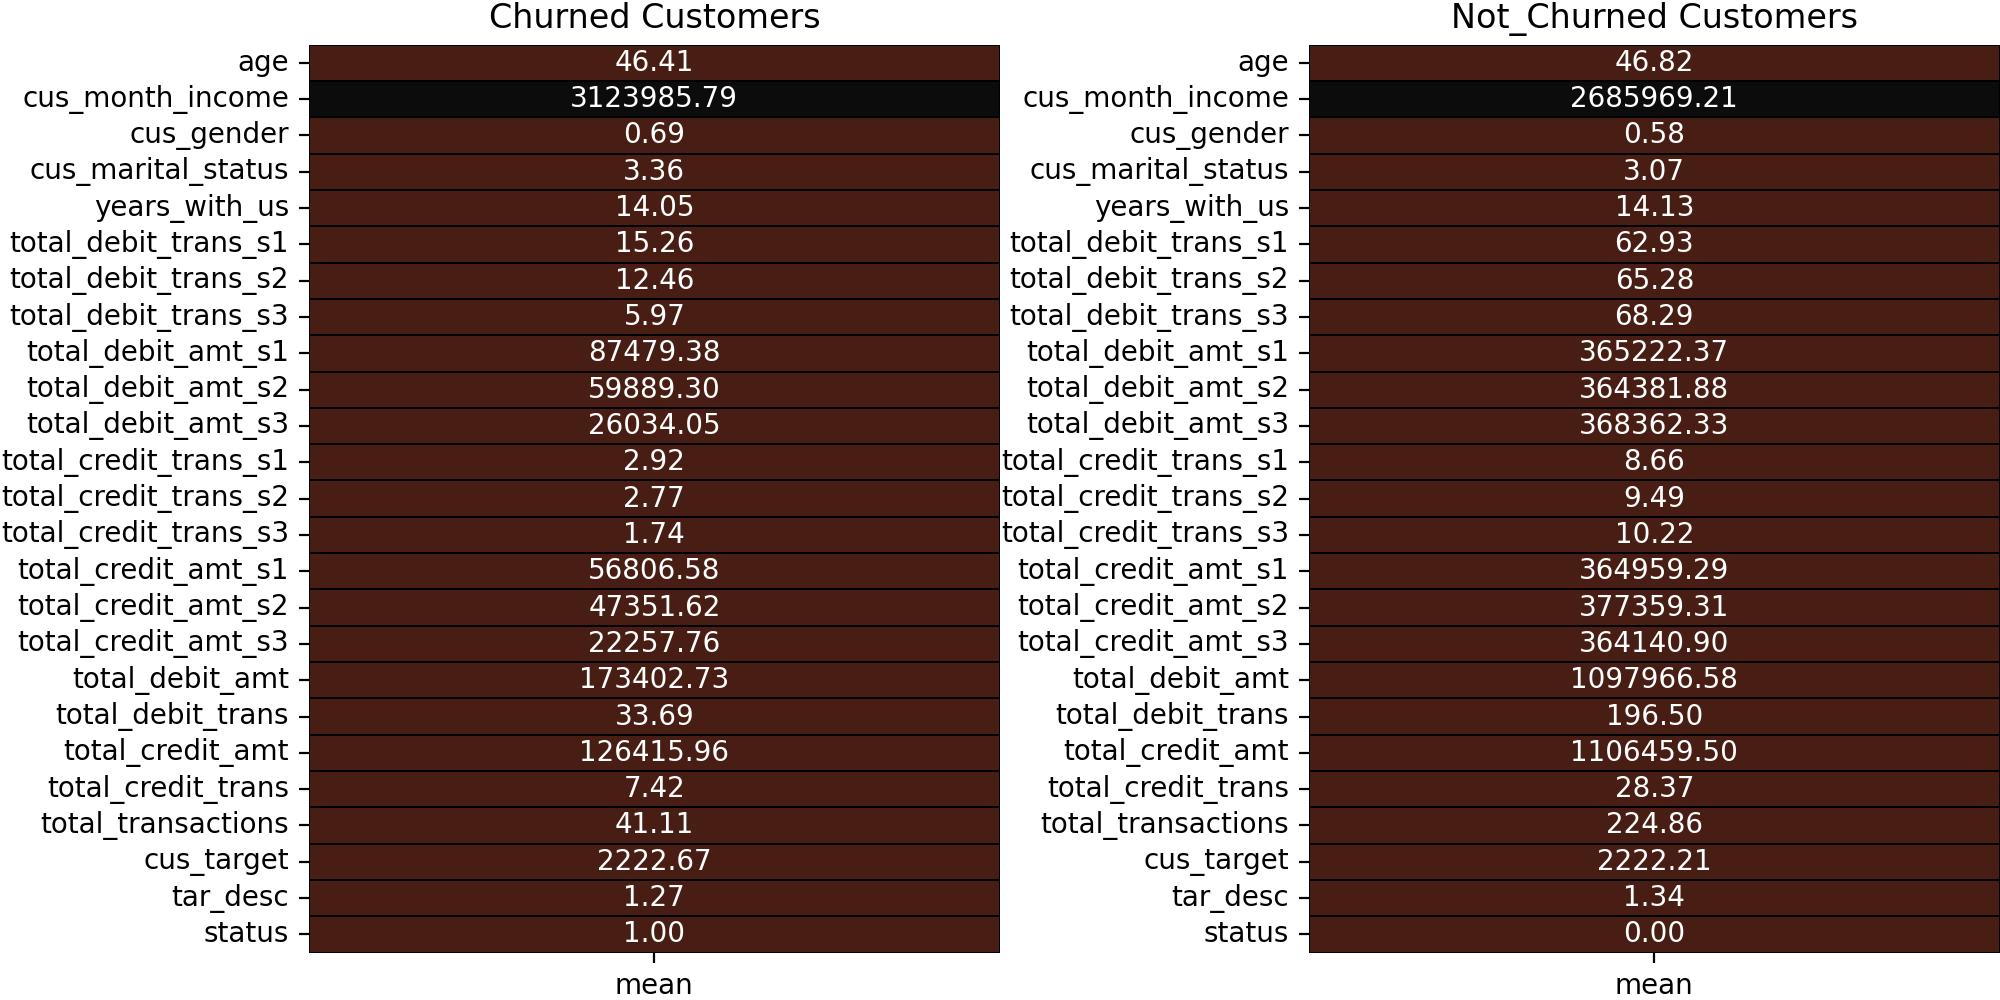 Churned Customers
age 46.41
cus_month_income 3123985.79
cus_gender 0.69
cus_marital_status 3.36
years_with_us 14.05
total_debit_trans_s1 15.26
total_debit_trans_s2 12.46
total_debit_trans_s3 5.97
total_debit_amt_s1 87479.38
total_debit_amt_s2 59889.30
total_debit_amt_s3 26034.05
total_credit_trans_s1 2.92
total_credit_trans_s2 2.77
total_credit_trans_s3 1.74
total_credit_amt_s1 56806.58
total_credit_amt_s2 47351.62
total_credit_amt_s3 22257.76
total_debit_amt 173402.73
total_debit_trans 33.69
total_credit_amt 126415.96
total_credit_trans 7.42
total_transactions 41.11
cus_target 2222.67
tar_desc 1.27
status 1.00
mean
Not_Churned Customers
age 46.82
cus_month_income 2685969.21
cus_gender 0.58
cus_marital_status 3.07
years_with_us 14.13
total_debit_trans_s1 62.93
total_debit_trans_s2 65.28
total_debit_trans_s3 68.29
total_debit_amt_s1 365222.37
total_debit_amt_s2 364381.88
total_debit_amt_s3 368362.33
total_credit_trans_s1 8.66
total_credit_trans_s2 9.49
total_credit_trans_s3 10.22
total_credit_amt_s1 364959.29
total_credit_amt_s2 377359.31
total_credit_amt_s3 364140.90
total_debit_amt 1097966.58
total_debit_trans 196.50
total_credit_amt 1106459.50
total_credit_trans 28.37
total_transactions 224.86
cus_target 2222.21
tar_desc 1.34
status 0.00
mean